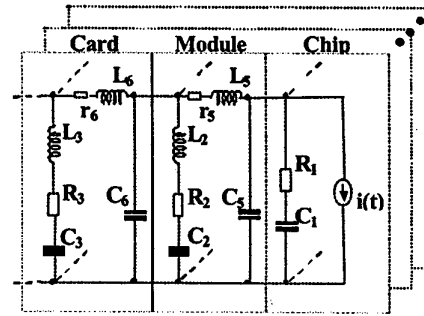 Card Module Chip
L6 L5
r6 r5
L3 L2
R3 C6 R2 C5 R1 i(t)
C3 C2 C1